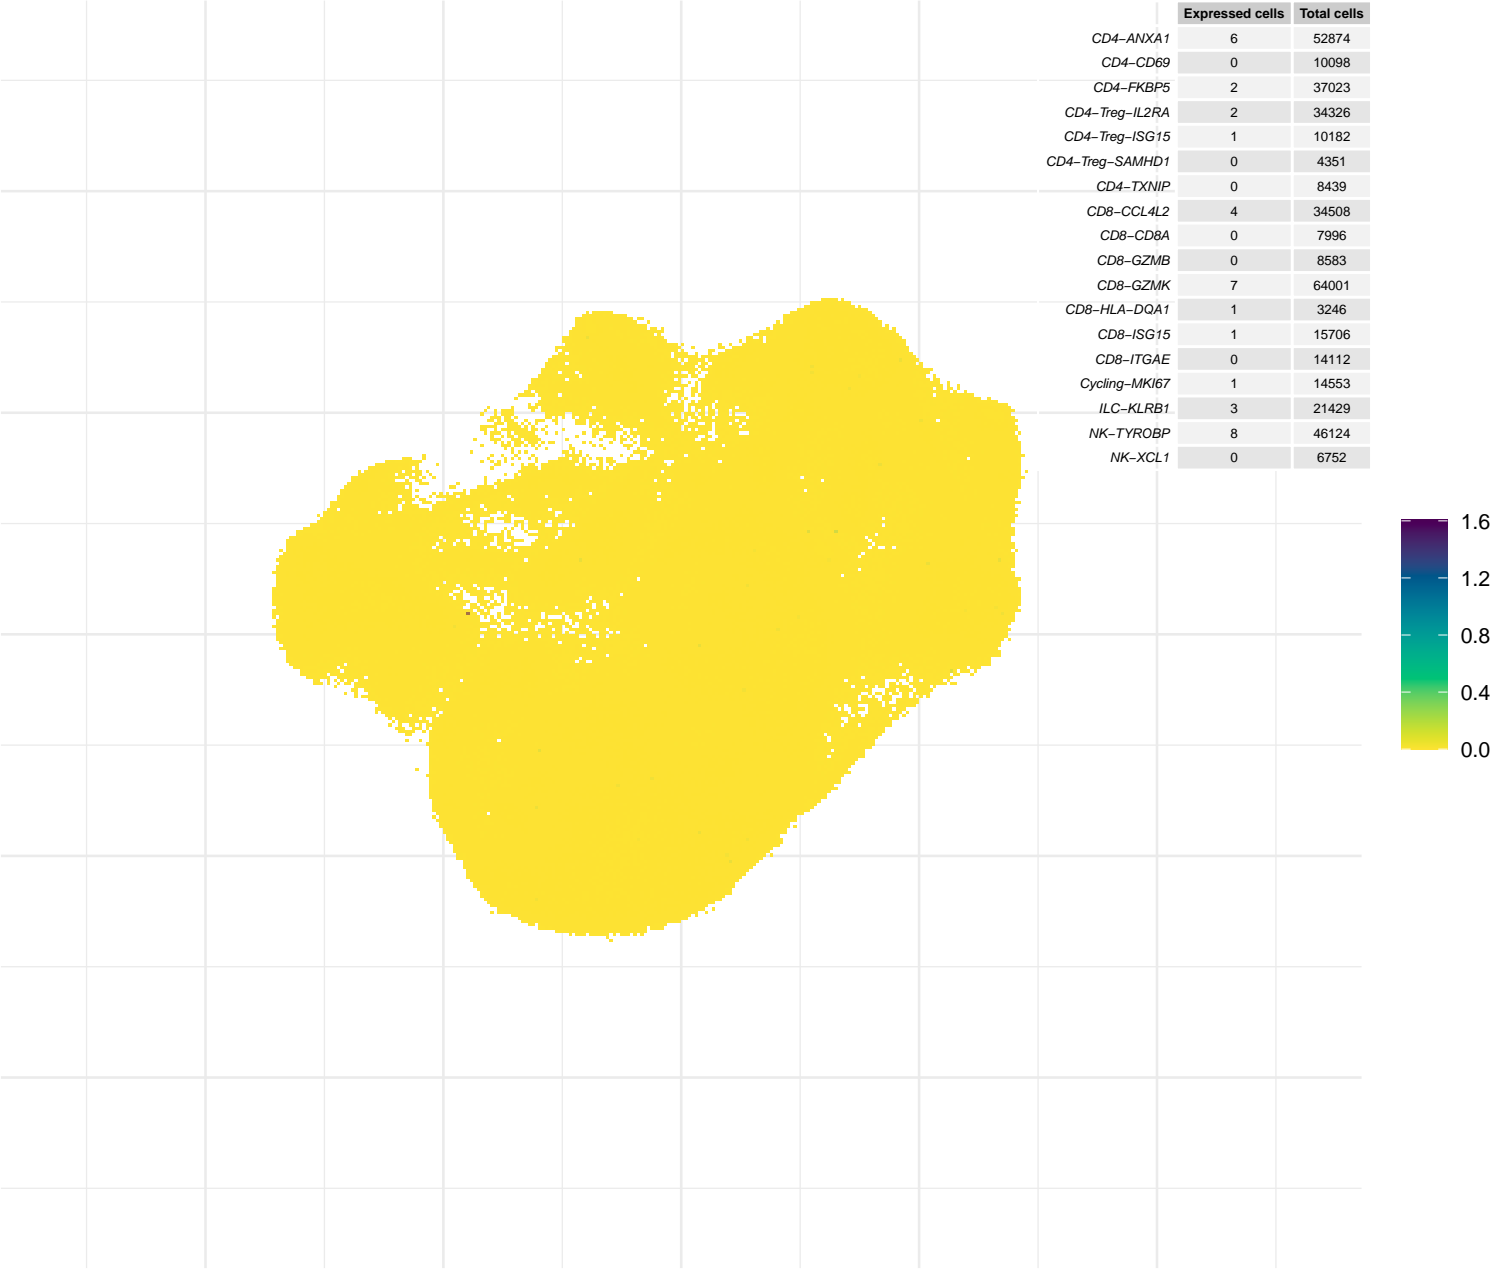 Expressed cells Total cells
CD4−ANXA1 6 52874
CD4−CD69 0 10098
CD4−FKBP5 2 37023
CD4−Treg−IL2RA 2 34326
CD4−Treg−ISG15 1 10182
CD4−Treg−SAMHD1 0 4351
CD4−TXNIP 0 8439
CD8−CCL4L2 4 34508
CD8−CD8A 0 7996
CD8−GZMB 0 8583
CD8−GZMK 7 64001
CD8−HLA−DQA1 1 3246
CD8−ISG15 1 15706
CD8−ITGAE 0 14112
Cycling−MKI67 1 14553
ILC−KLRB1 3 21429
NK−TYROBP 8 46124
NK−XCL1 0 6752
1.6
1.2
0.8
0.4
0.0